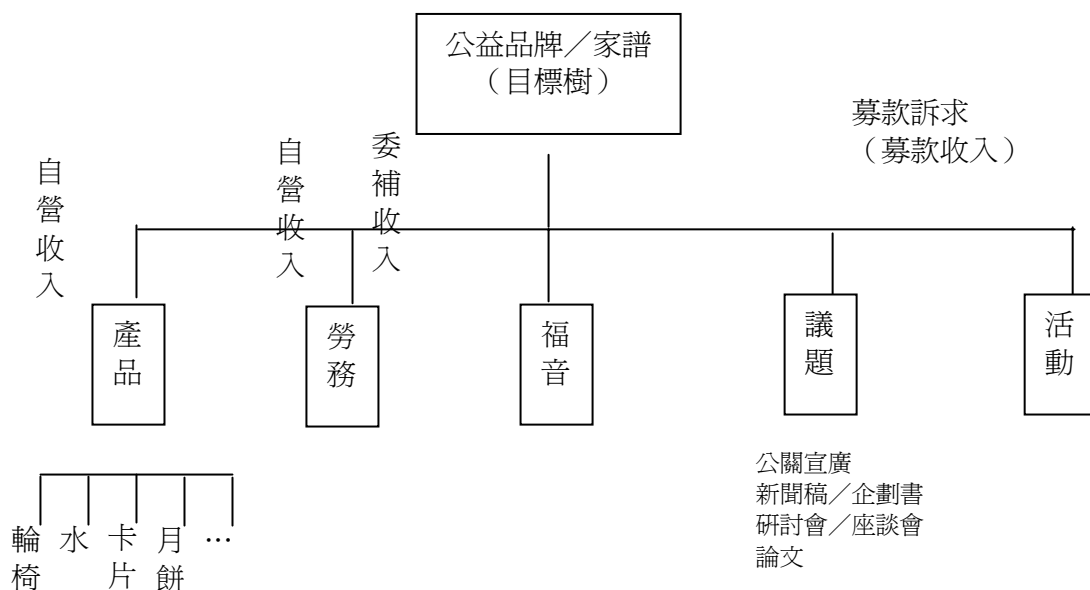 公益品牌／家譜
（目標樹）
募款訴求
（募款收入）
自營收入
自營收入
委補收入
產品
勞務
福音
議題
活動
公關宣廣
新聞稿／企劃書
研討會／座談會
論文
輪椅
水
卡片
月餅
…